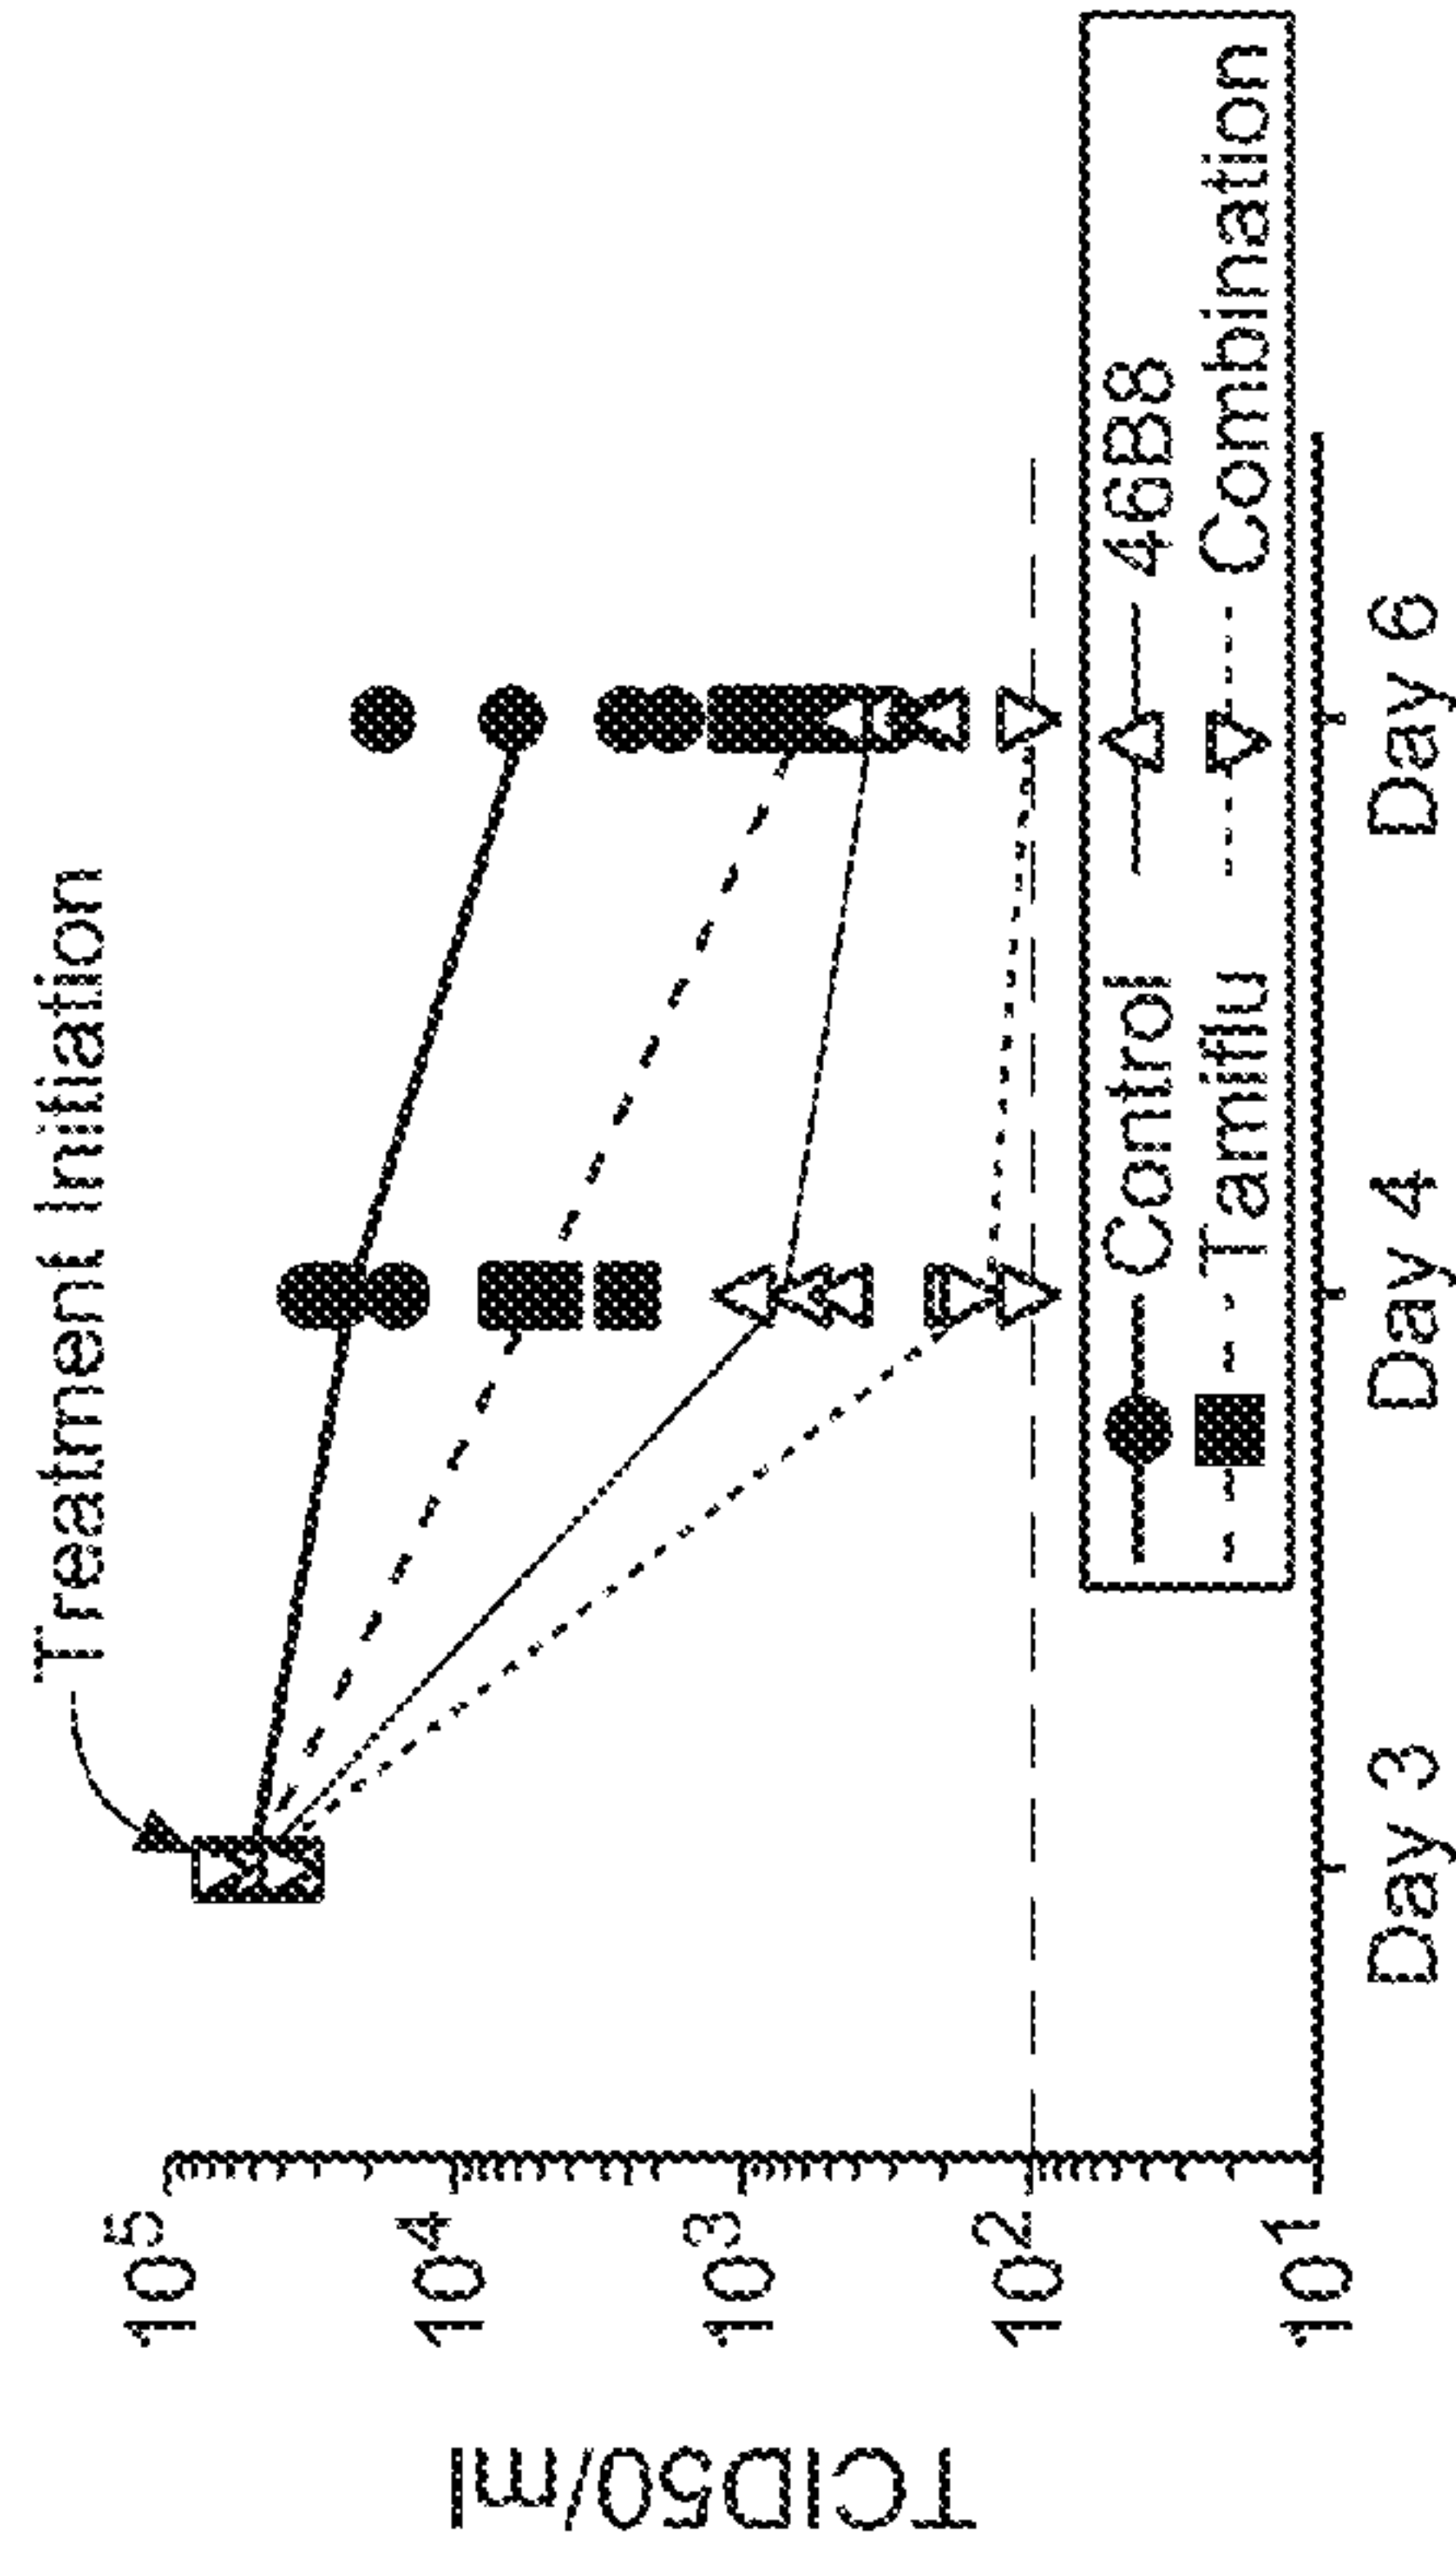 Treatment Initiation
TCID50/ml
10⁵
10⁴
10³
10²
10¹
Control
46B8
Tamiflu
Combination
Day 3
Day 4
Day 6